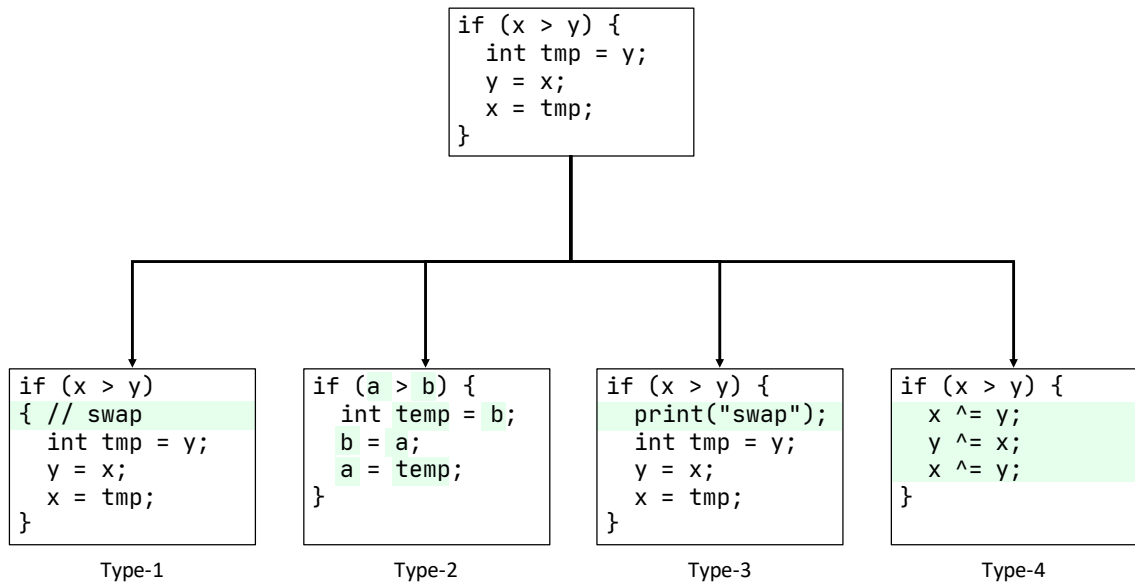 if (x > y) {
  int tmp = y;
  y = x;
  x = tmp;
}
if (x > y)
{ // swap
  int tmp = y;
  y = x;
  x = tmp;
}
Type-1
if (a > b) {
  int temp = b;
  b = a;
  a = temp;
}
Type-2
if (x > y) {
  print("swap");
  int tmp = y;
  y = x;
  x = tmp;
}
Type-3
if (x > y) {
  x ^= y;
  y ^= x;
  x ^= y;
}
Type-4